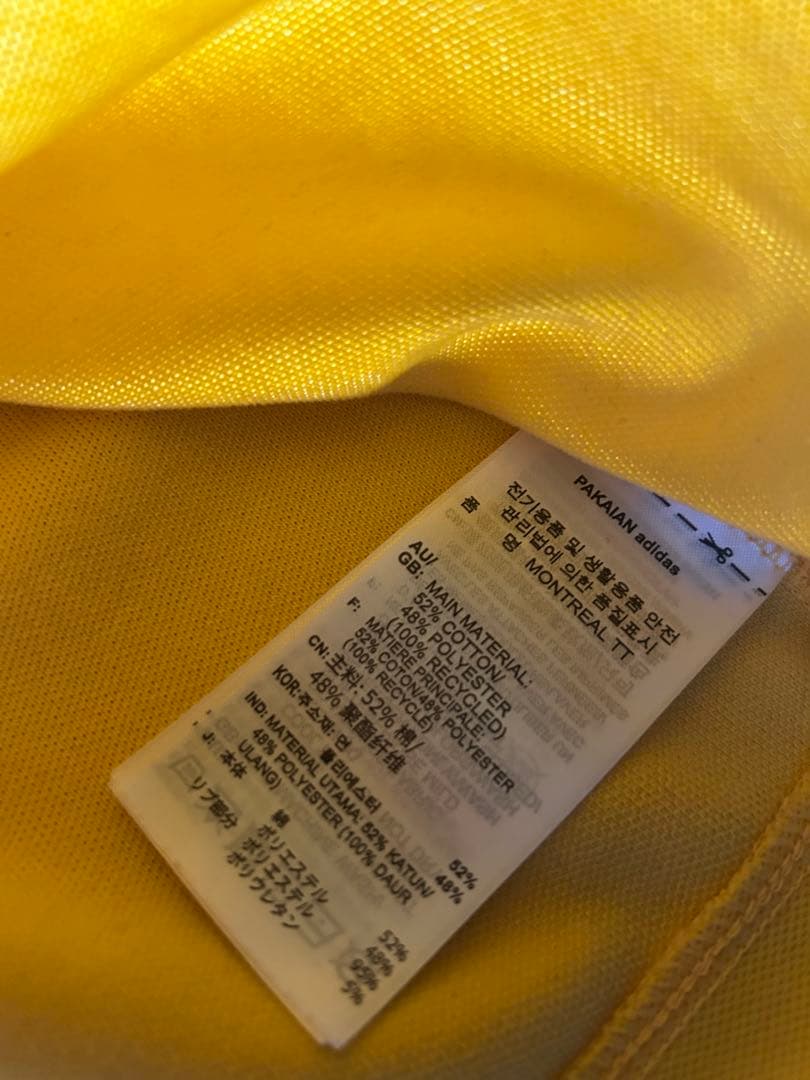 PAKAIAN adidas
전기용품 및 생활용품 안전
관리법에 의한 품질표시
품 명 MONTREAL TT
AU/
GB: MAIN MATERIAL:
52% COTTON/
48% POLYESTER
(100% RECYCLED)
F: MATIERE PRINCIPALE:
52% COTON/48% POLYESTER
(100% RECYCLE)
CN: 主料: 52% 棉/
48% 聚酯纤维
KOR: 주소재: 면 52%
폴리에스터 48%
IND: MATERIAL UTAMA: 52% KATUN/
48% POLYESTER (100% DAUR
ULANG)
J: 本体 綿 52%
ポリエステル 48%
リブ部分 ポリエステル 95%
ポリウレタン 5%